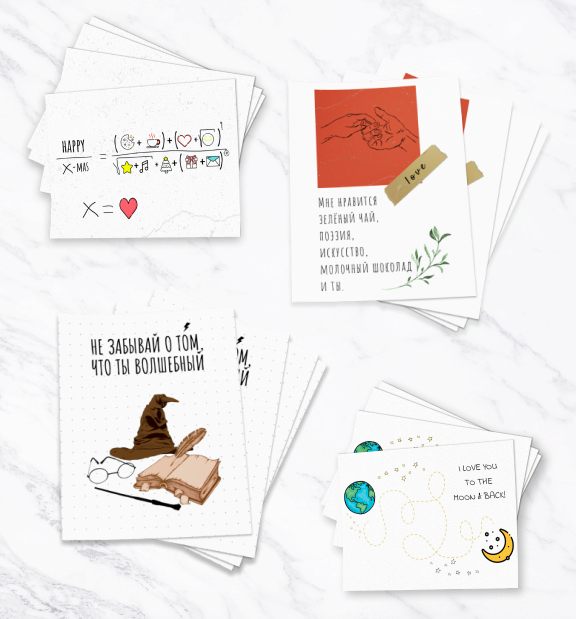 HAPPY
X-MAS
=
X =
love
Мне нравится
зелёный чай,
поэзия,
искусство,
молочный шоколад
и ты.
НЕ ЗАБЫВАЙ О ТОМ,
ЧТО ТЫ ВОЛШЕБНЫЙ
I LOVE YOU
TO THE
MOON & BACK!